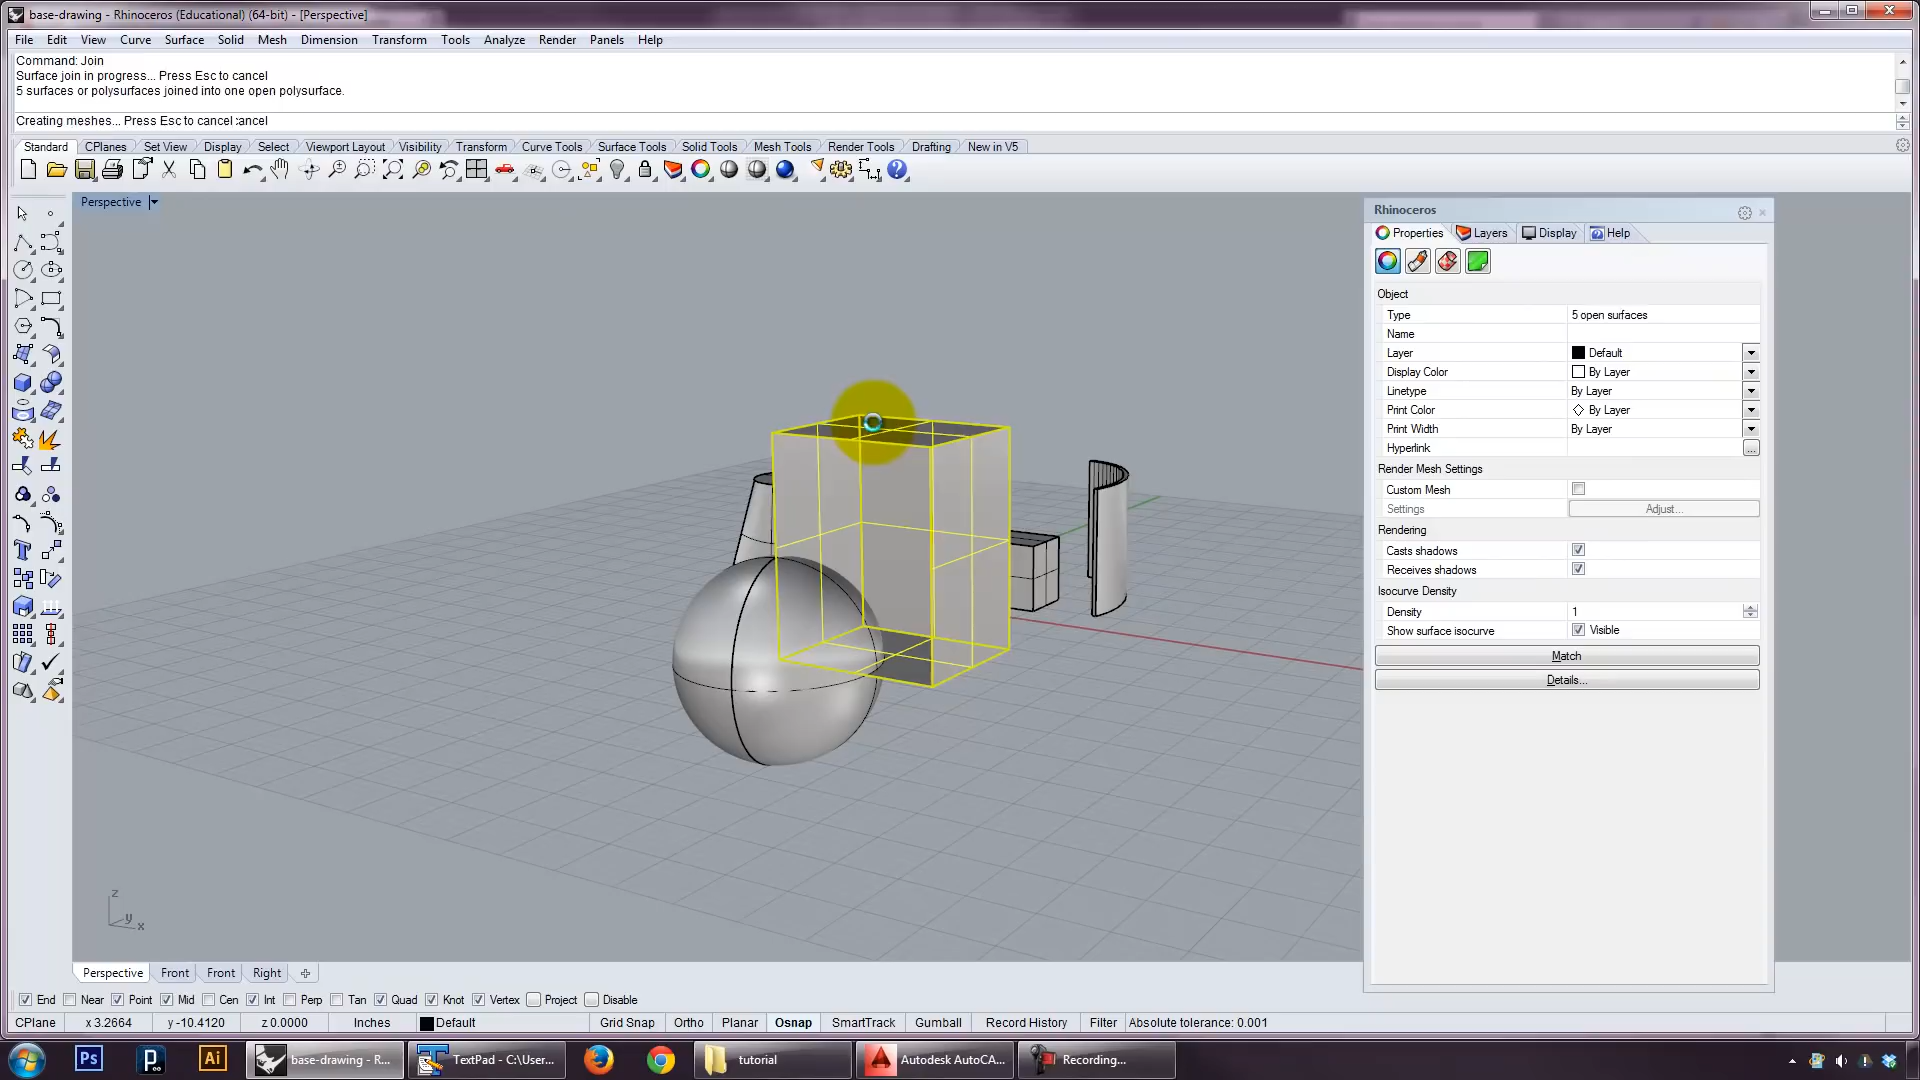 base-drawing - Rhinoceros (Educational) (64-bit) - [Perspective]
File Edit View Curve Surface Solid Mesh Dimension Transform Tools Analyze Render Panels Help
Command: Join
Surface join in progress... Press Esc to cancel
5 surfaces or polysurfaces joined into one open polysurface.
Creating meshes... Press Esc to cancel :ancel
Standard CPlanes Set View Display Select Viewport Layout Visibility Transform Curve Tools Surface Tools Solid Tools Mesh Tools Render Tools Drafting New in V5
Perspective
Rhinoceros
Properties Layers Display Help
Object
Type 5 open surfaces
Name
Layer Default
Display Color By Layer
Linetype By Layer
Print Color By Layer
Print Width By Layer
Hyperlink ...
Render Mesh Settings
Custom Mesh
Settings Adjust...
Rendering
Casts shadows
Receives shadows
Isocurve Density
Density 1
Show surface isocurve Visible
Match
Details...
z
y
x
Perspective Front Front Right
End Near Point Mid Cen Int Perp Tan Quad Knot Vertex Project Disable
CPlane x 3.2664 y -10.4120 z 0.0000 Inches Default Grid Snap Ortho Planar Osnap SmartTrack Gumball Record History Filter Absolute tolerance: 0.001
Ps p Ai base-drawing - R... TextPad - C:\User... tutorial Autodesk AutoCA... Recording...